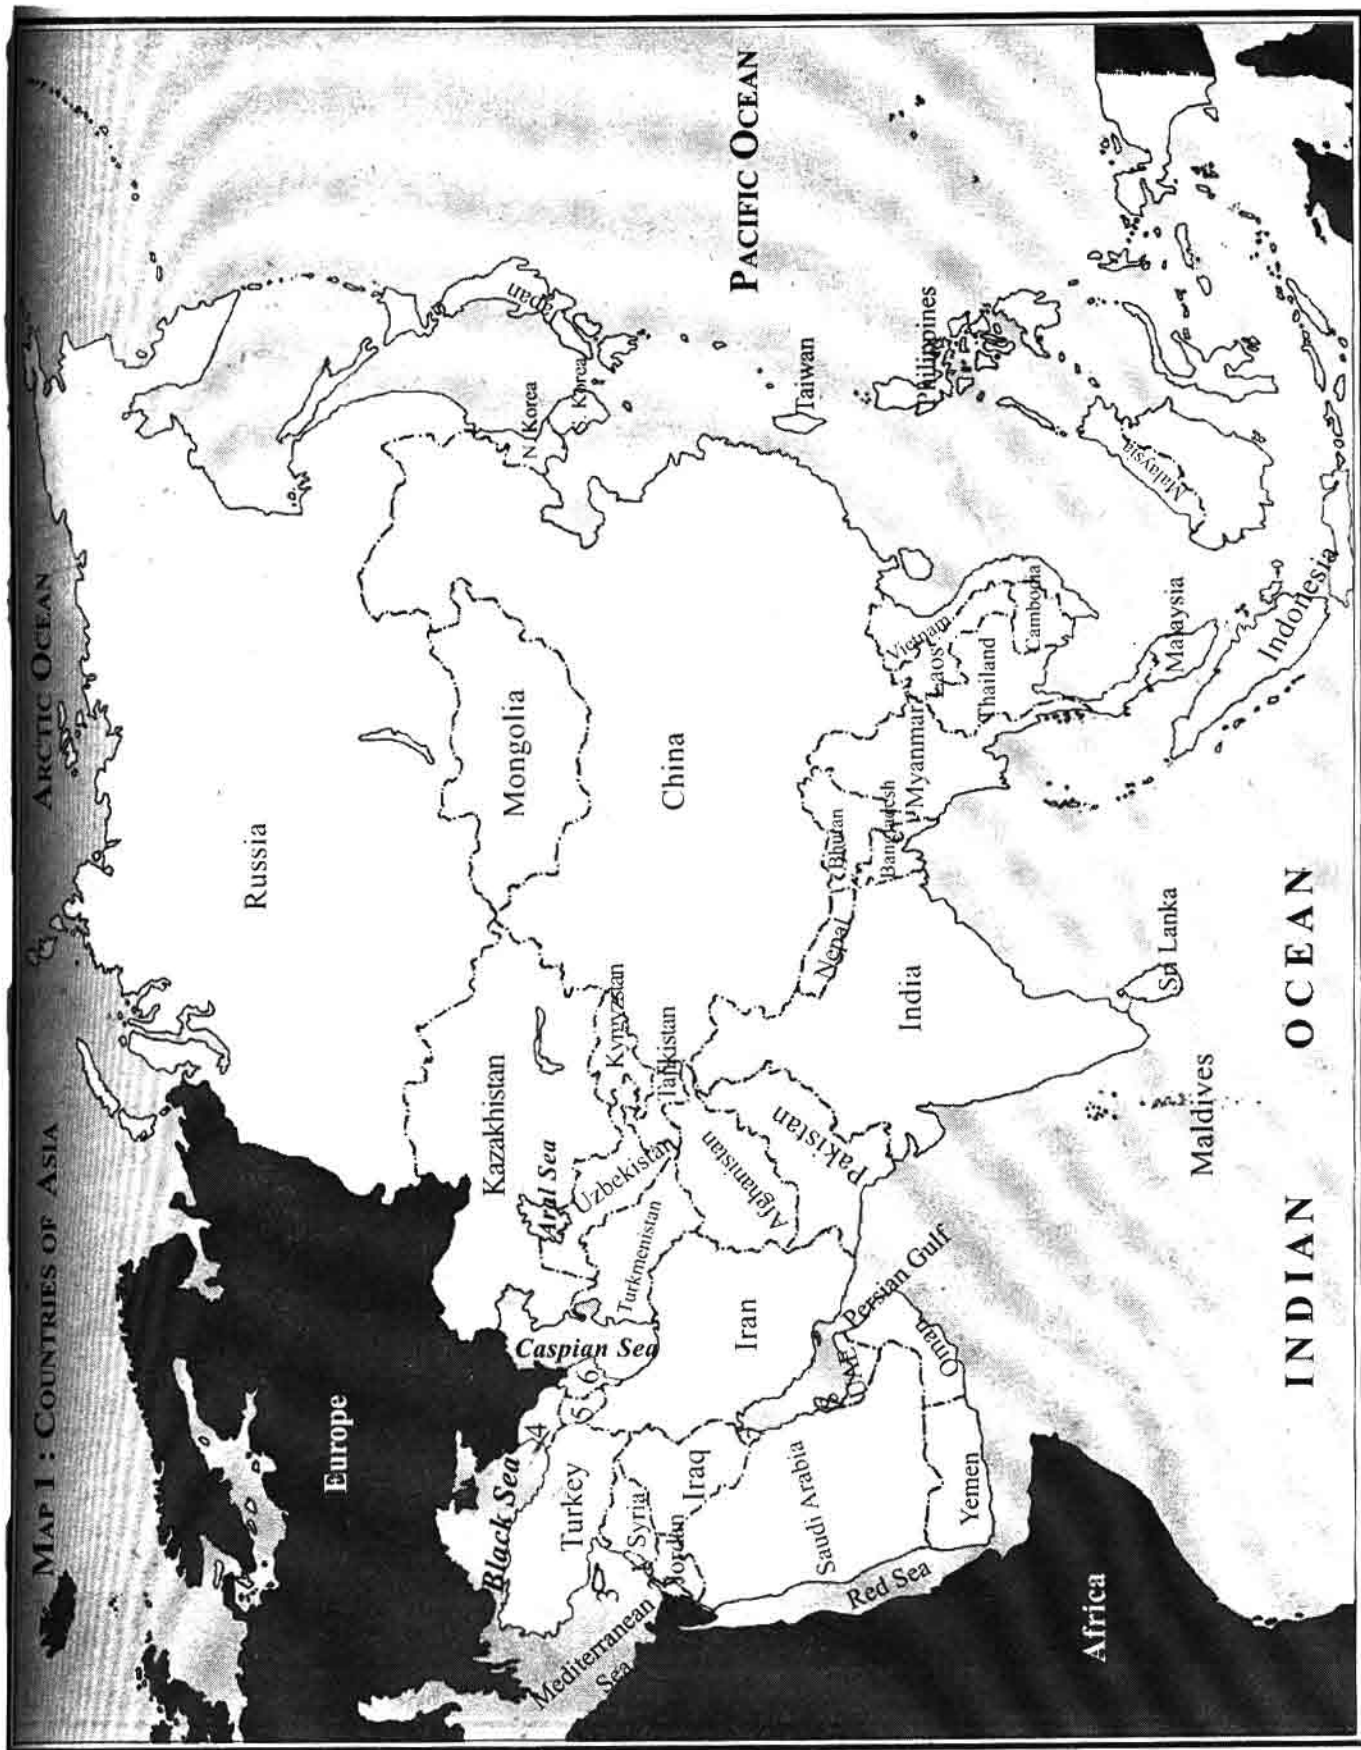 MAP 1 : COUNTRIES OF ASIA
ARCTIC OCEAN
Russia
Europe
Kazakhistan
Mongolia
Aral Sea
Black Sea
Caspian Sea
4
5
6
Turkey
3
Syria
Mediterranean
Sea
Jordan
Iraq
Iran
Turkmenistan
Uzbekistan
Kyrgyzstan
Tajikistan
Afghanistan
Pakistan
China
N. Korea
S. Korea
Japan
PACIFIC OCEAN
Taiwan
Philippines
Saudi Arabia
Red Sea
Yemen
Oman
UAE
Persian Gulf
Africa
India
Nepal
Bhutan
Bangladesh
Myanmar
Laos
Vietnam
Thailand
Cambodia
Malaysia
Malaysia
Indonesia
Sri Lanka
Maldives
INDIAN OCEAN